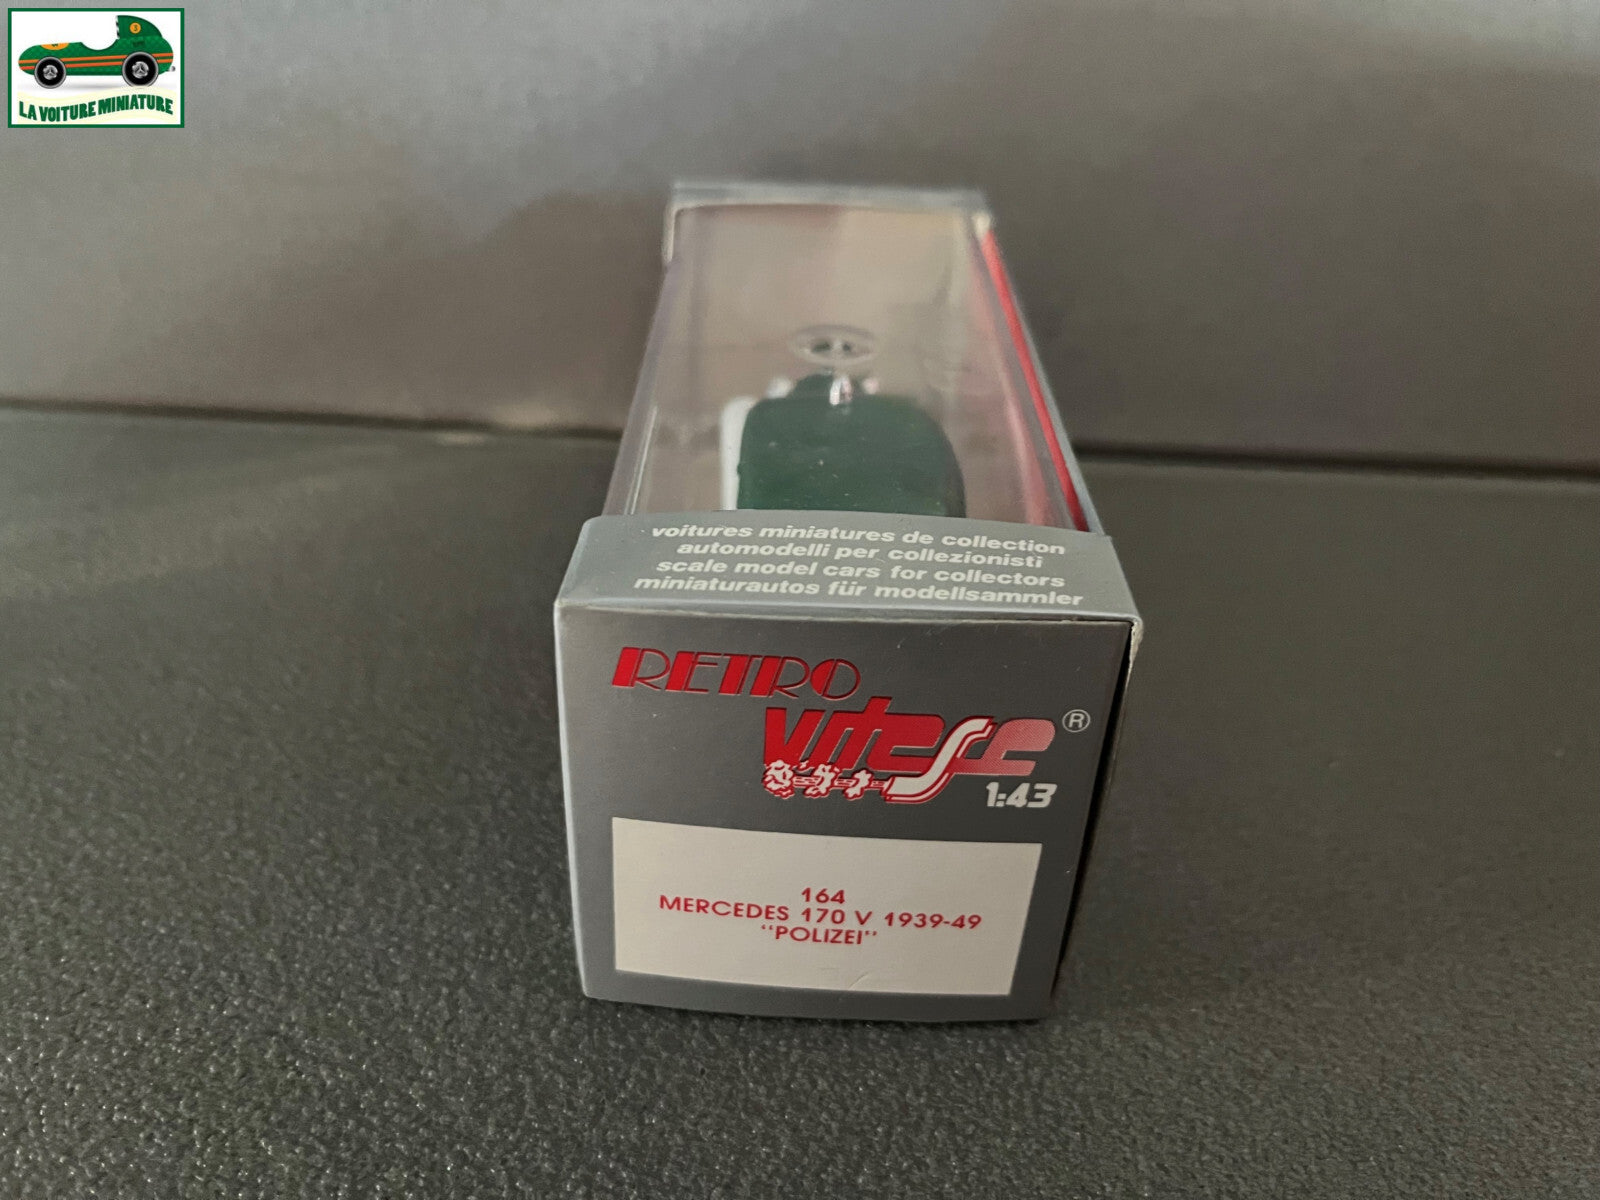 LA VOITURE MINIATURE
voitures miniatures de collection
automodelli per collezionisti
scale model cars for collectors
miniaturautos für modellsammler
RETRO
Vitesse ®
1:43
164
MERCEDES 170 V 1939-49
"POLIZEI"